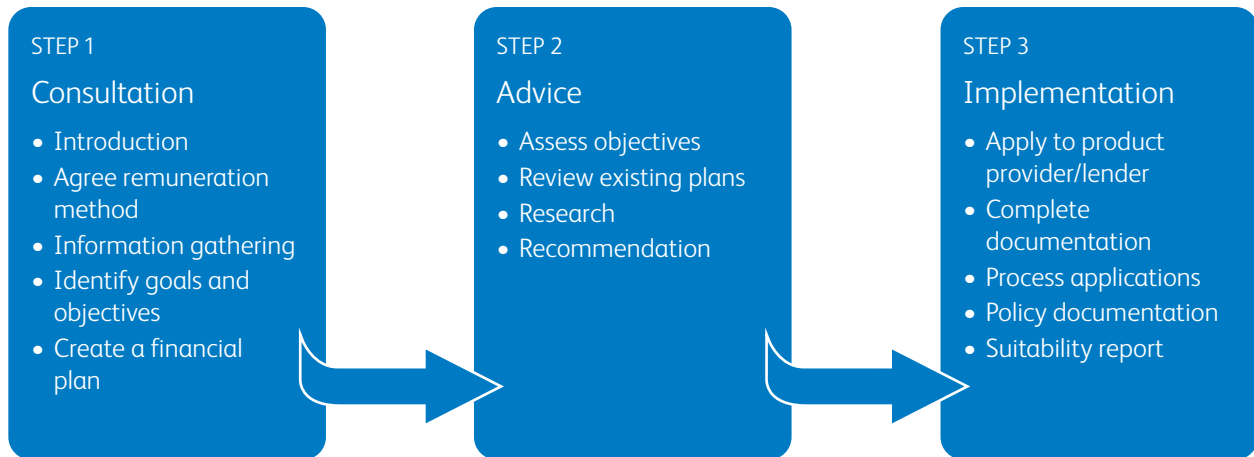 STEP 1
Consultation
• Introduction
• Agree remuneration
method
• Information gathering
• Identify goals and
objectives
• Create a financial
plan
STEP 2
Advice
• Assess objectives
• Review existing plans
• Research
• Recommendation
STEP 3
Implementation
• Apply to product
provider/lender
• Complete
documentation
• Process applications
• Policy documentation
• Suitability report